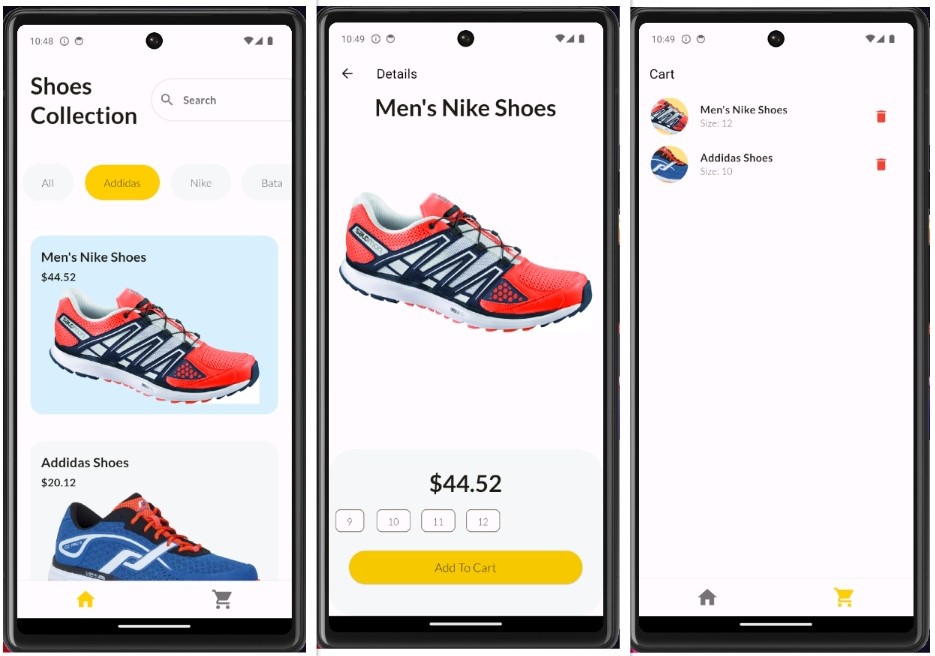 10:48
Shoes
Collection
Search
All
Addidas
Nike
Bata
Men's Nike Shoes
$44.52
Addidas Shoes
$20.12
10:49
Details
Men's Nike Shoes
$44.52
9
10
11
12
Add To Cart
10:49
Cart
Men's Nike Shoes
Size: 12
Addidas Shoes
Size: 10